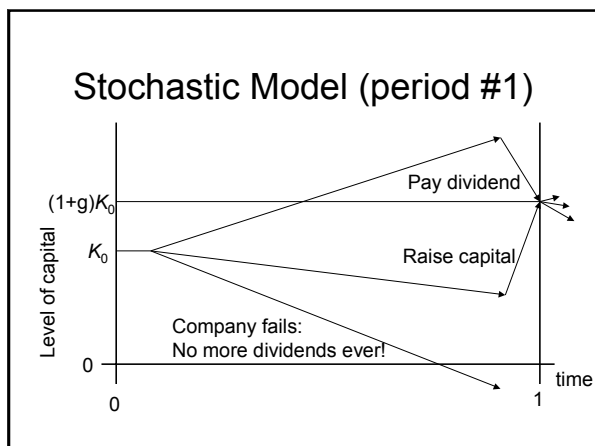 Stochastic Model (period #1)
Pay dividend
(1+g)K₀
K₀
Raise capital
Level of capital
Company fails:
No more dividends ever!
0
time
0
1